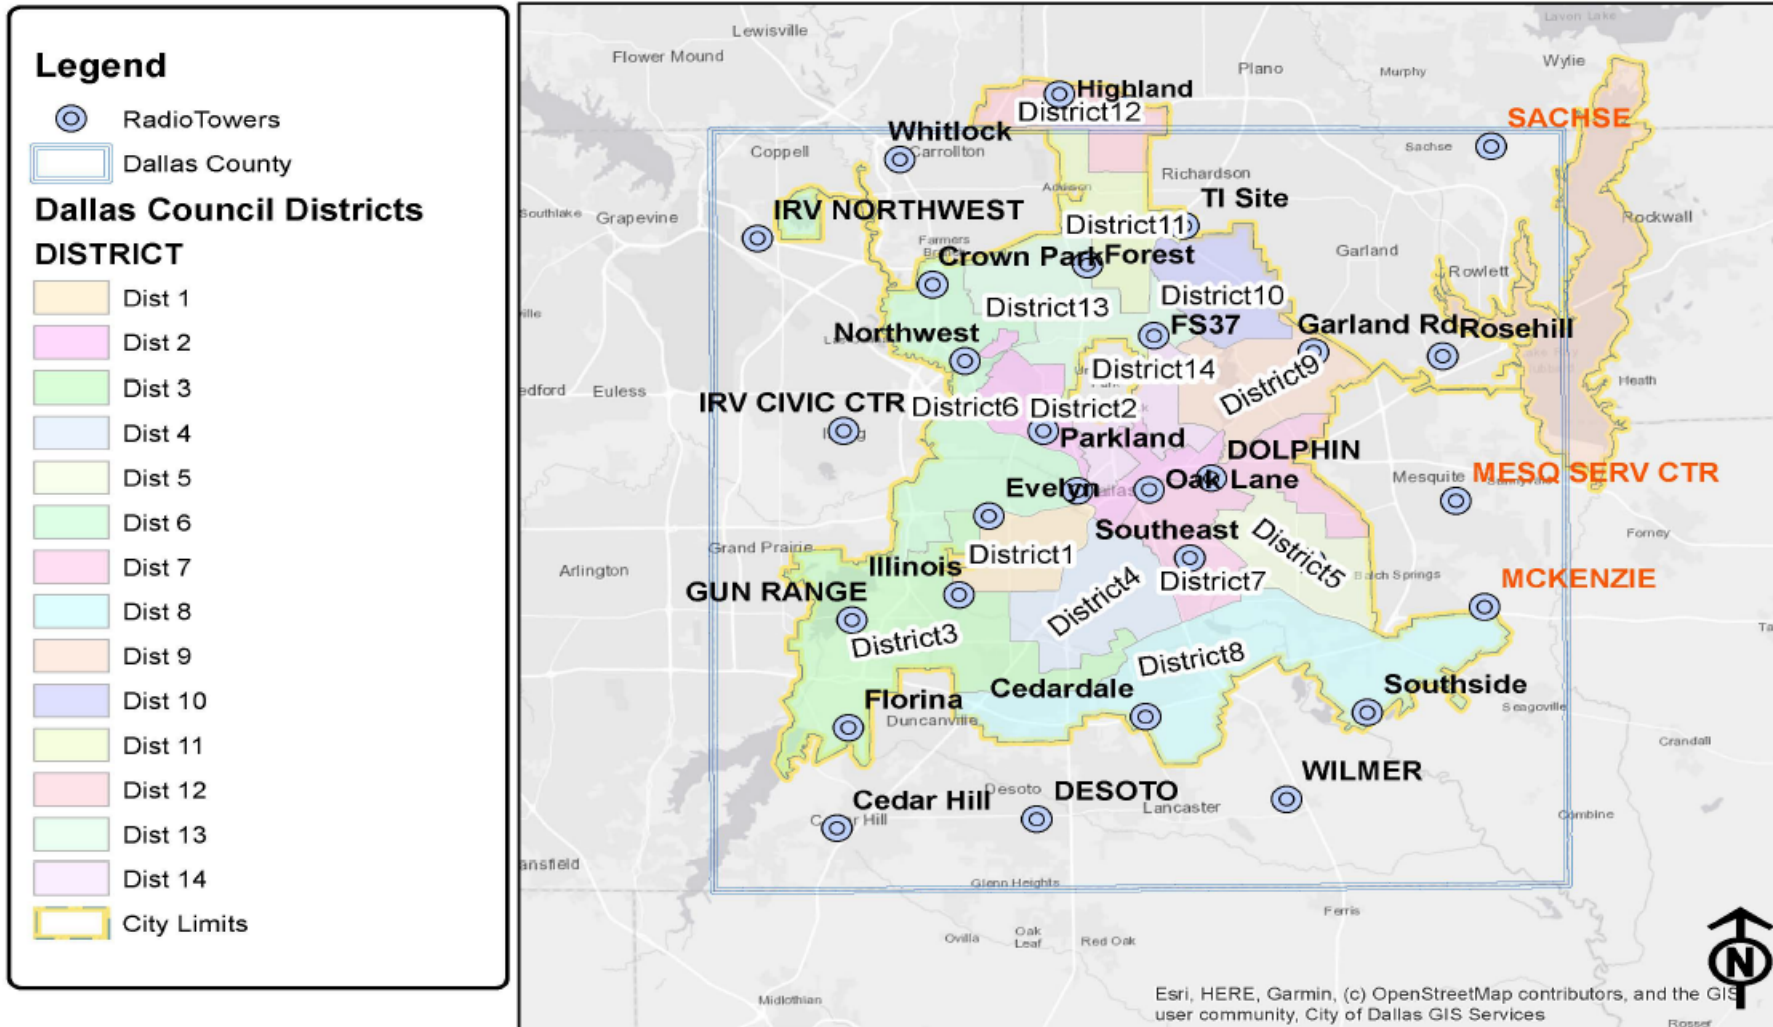 Legend
RadioTowers
Dallas County
Dallas Council Districts
DISTRICT
Dist 1
Dist 2
Dist 3
Dist 4
Dist 5
Dist 6
Dist 7
Dist 8
Dist 9
Dist 10
Dist 11
Dist 12
Dist 13
Dist 14
City Limits
Lewisville
Flower Mound
Plano
Murphy
Wylie
Lavon Lake
Highland
District12
SACHSE
Sachse
Whitlock
Carrollton
Coppell
Addison
Richardson
TI Site
Southlake
Grapevine
IRV NORTHWEST
District11
Rockwall
Farmers
Crown Park
Forest
Garland
Rowlett
District13
District10
Northwest
FS37
Garland Rd
Rosehill
District14
District9
Heath
Euless
IRV CIVIC CTR
District6
District2
Parkland
DOLPHIN
Mesquite
MESQ SERV CTR
Evelyn
Oak Lane
Southeast
Forney
Grand Prairie
District1
District5
Arlington
Illinois
District4
District7
Balch Springs
MCKENZIE
GUN RANGE
District3
District8
Florina
Cedardale
Southside
Duncanville
Seagoville
Crandall
WILMER
Desoto
DESOTO
Cedar Hill
Lancaster
Combine
Glenn Heights
Ferris
Ovilla
Oak
Leaf
Red Oak
N
Midlothian
Esri, HERE, Garmin, (c) OpenStreetMap contributors, and the GIS
user community, City of Dallas GIS Services